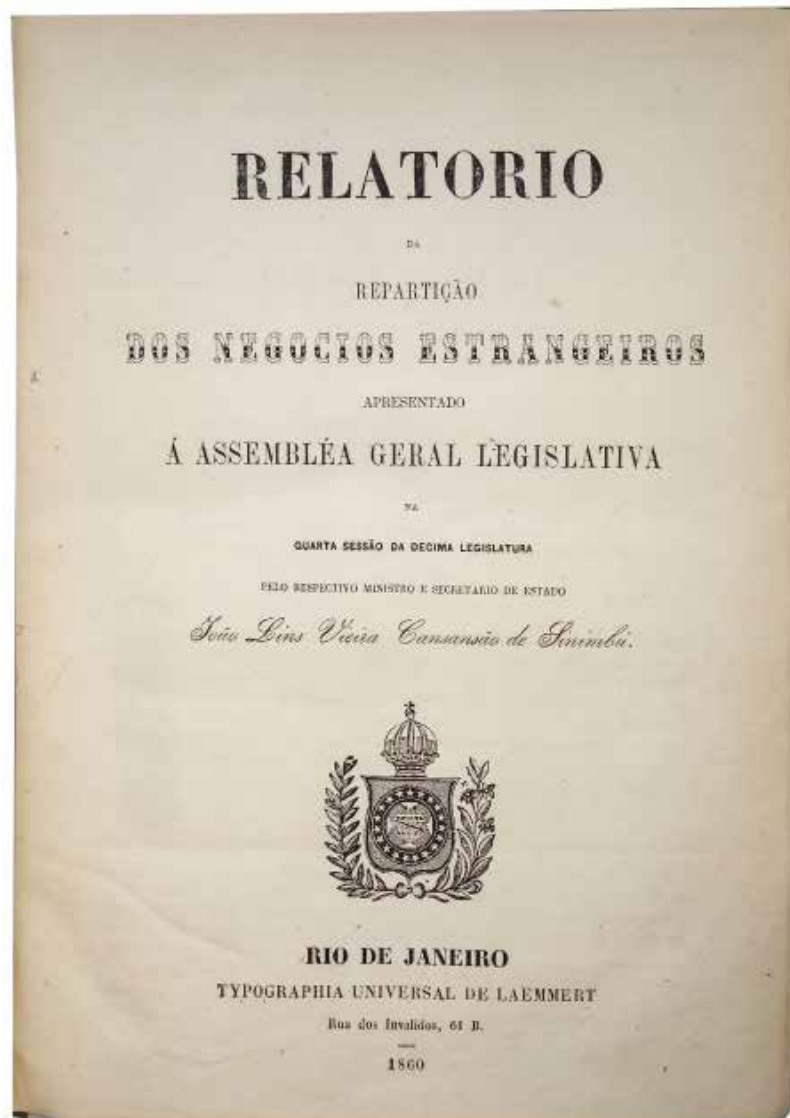 RELATORIO
DA
REPARTIÇÃO
DOS NEGOCIOS ESTRANGEIROS
APRESENTADO
Á ASSEMBLÉA GERAL LEGISLATIVA
NA
QUARTA SESSÃO DA DECIMA LEGISLATURA
PELO RESPECTIVO MINISTRO E SECRETARIO DE ESTADO
João Lins Vieira Cansansão de Sinimbú.
RIO DE JANEIRO
TYPOGRAPHIA UNIVERSAL DE LAEMMERT
Rua dos Invalidos, 61 B.
1860